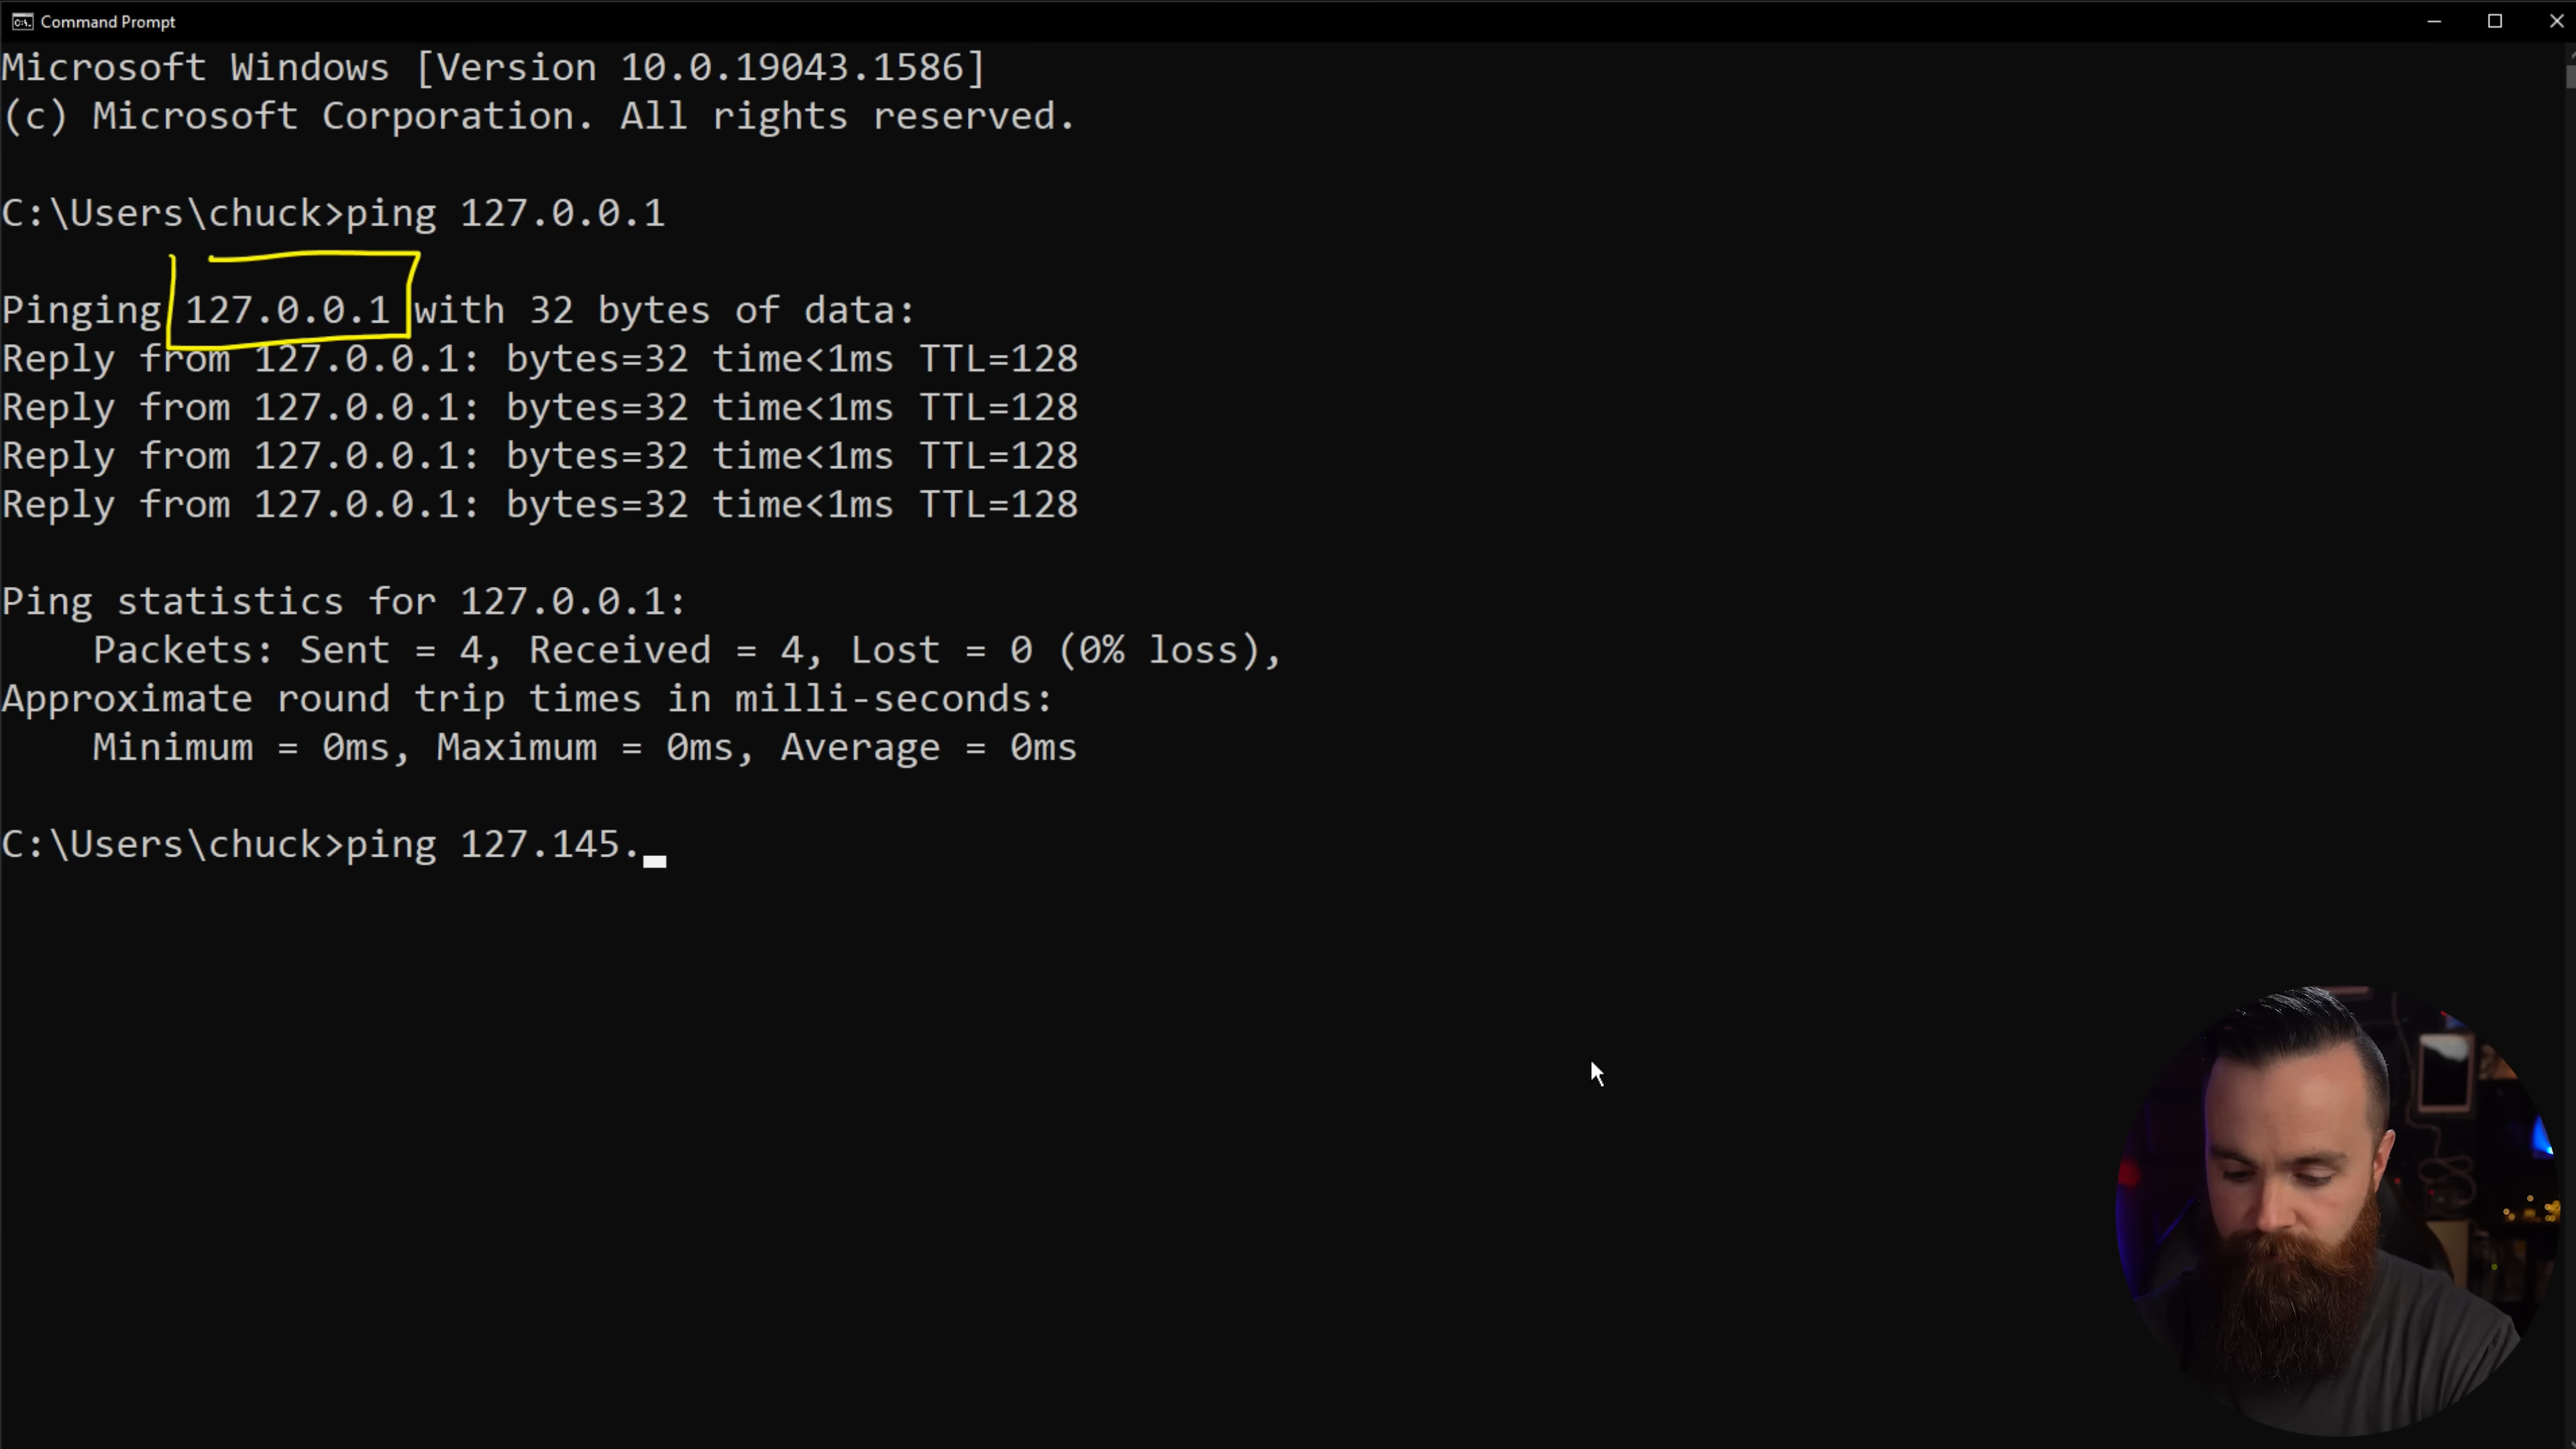 Command Prompt
Microsoft Windows [Version 10.0.19043.1586]
(c) Microsoft Corporation. All rights reserved.
C:\Users\chuck>ping 127.0.0.1
Pinging 127.0.0.1 with 32 bytes of data:
Reply from 127.0.0.1: bytes=32 time<1ms TTL=128
Reply from 127.0.0.1: bytes=32 time<1ms TTL=128
Reply from 127.0.0.1: bytes=32 time<1ms TTL=128
Reply from 127.0.0.1: bytes=32 time<1ms TTL=128
Ping statistics for 127.0.0.1:
    Packets: Sent = 4, Received = 4, Lost = 0 (0% loss),
Approximate round trip times in milli-seconds:
    Minimum = 0ms, Maximum = 0ms, Average = 0ms
C:\Users\chuck>ping 127.145.